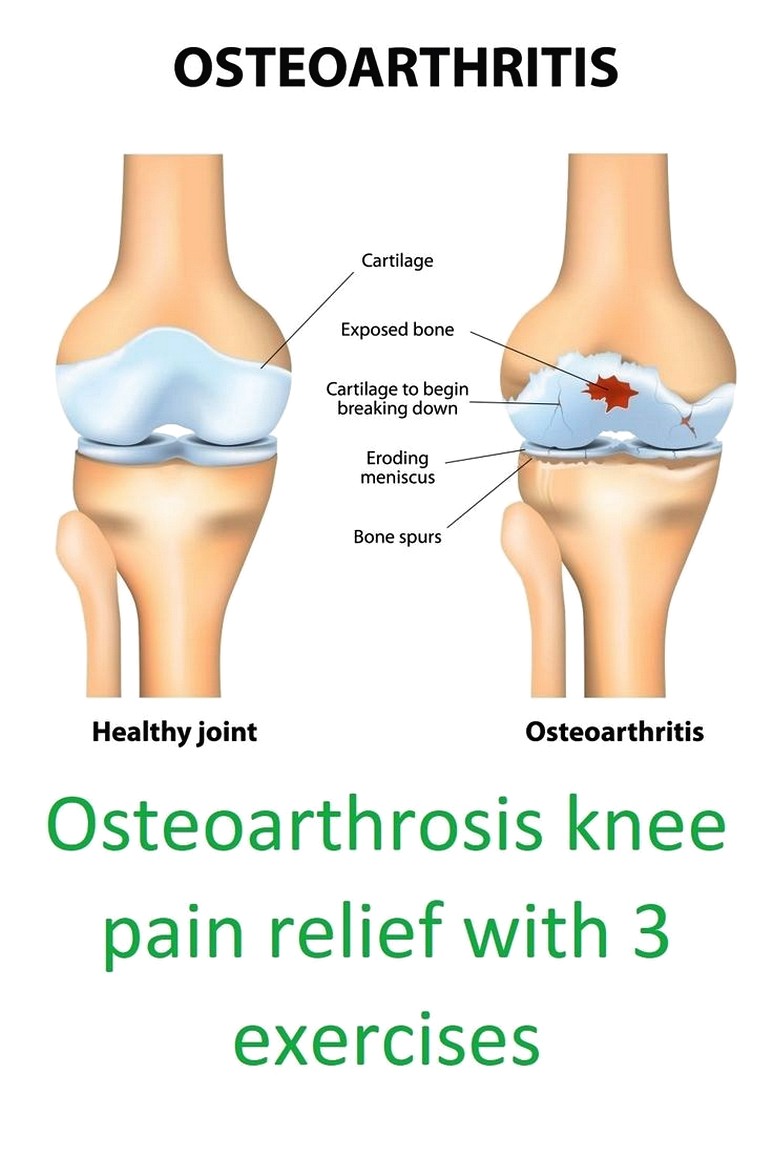 OSTEOARTHRITIS
Cartilage
Exposed bone
Cartilage to begin
breaking down
Eroding
meniscus
Bone spurs
Healthy joint
Osteoarthritis
Osteoarthrosis knee
pain relief with 3
exercises